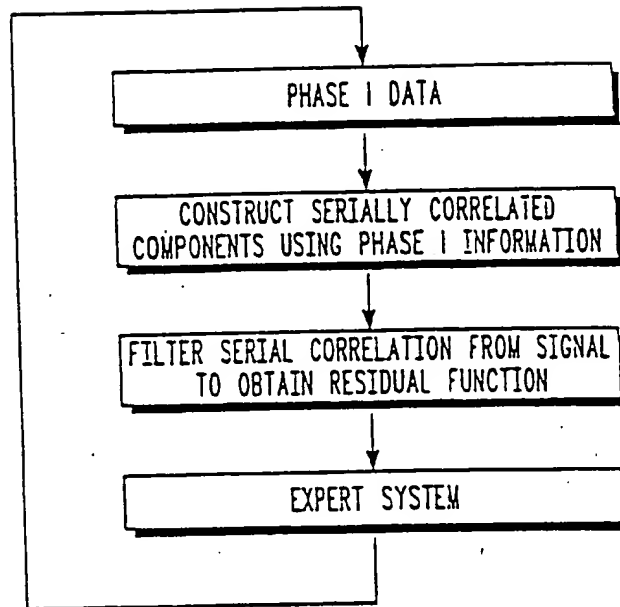 PHASE I DATA
CONSTRUCT SERIALLY CORRELATED
COMPONENTS USING PHASE I INFORMATION
FILTER SERIAL CORRELATION FROM SIGNAL
TO OBTAIN RESIDUAL FUNCTION
EXPERT SYSTEM